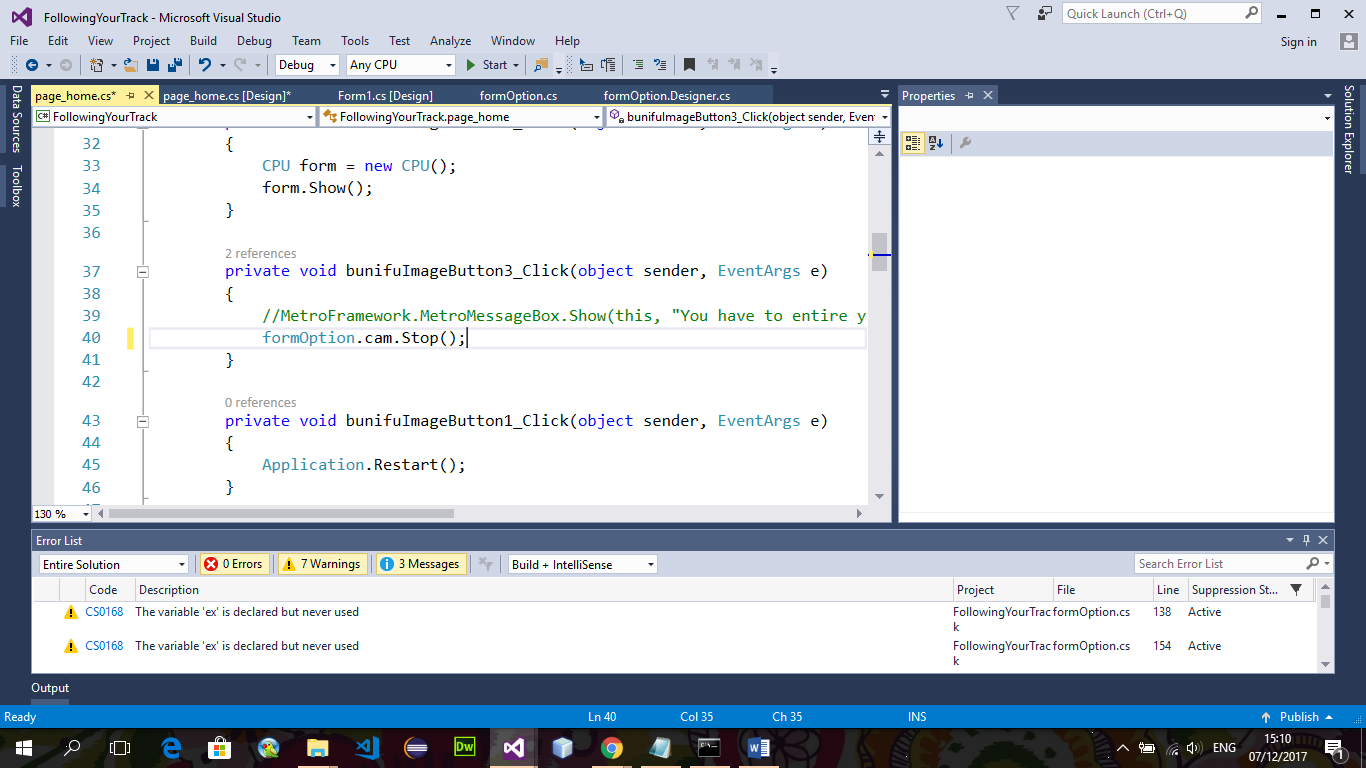 FollowingYourTrack - Microsoft Visual Studio
Quick Launch (Ctrl+Q)
File Edit View Project Build Debug Team Tools Test Analyze Window Help
Sign in
Debug Any CPU Start
Data Sources
Toolbox
page_home.cs* page_home.cs [Design]* Form1.cs [Design] formOption.cs formOption.Designer.cs
FollowingYourTrack FollowingYourTrack.page_home bunifuImageButton3_Click(object sender, Event
32 {
33 CPU form = new CPU();
34 form.Show();
35 }
36
2 references
37 private void bunifuImageButton3_Click(object sender, EventArgs e)
38 {
39 //MetroFramework.MetroMessageBox.Show(this, "You have to entire y
40 formOption.cam.Stop();
41 }
42
0 references
43 private void bunifuImageButton1_Click(object sender, EventArgs e)
44 {
45 Application.Restart();
46 }
130 %
Properties
Solution Explorer
Error List
Entire Solution 0 Errors 7 Warnings 3 Messages Build + IntelliSense Search Error List
Code Description Project File Line Suppression St...
CS0168 The variable 'ex' is declared but never used FollowingYourTrac formOption.cs 138 Active
k
CS0168 The variable 'ex' is declared but never used FollowingYourTrac formOption.cs 154 Active
k
Output
Ready Ln 40 Col 35 Ch 35 INS Publish
Dw W ENG 15:10
07/12/2017 1